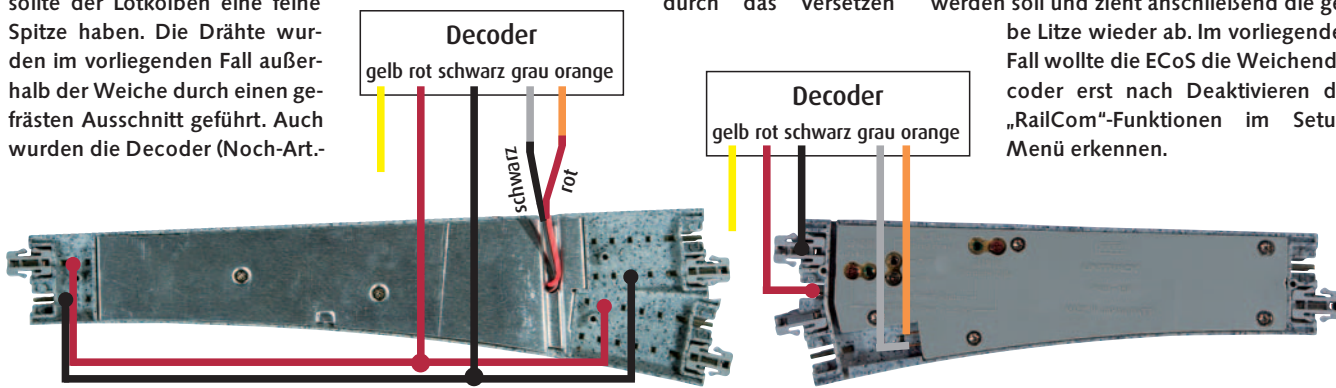 sollte der Lötkolben eine feine
Spitze haben. Die Drähte wur-
den im vorliegenden Fall außer-
halb der Weiche durch einen ge-
frästen Ausschnitt geführt. Auch
wurden die Decoder (Noch-Art.-
Decoder
gelb rot schwarz grau orange
schwarz
rot
durch das Versetzen
Decoder
gelb rot schwarz grau orange
werden soll und zieht anschließend die ge-
be Litze wieder ab. Im vorliegende
Fall wollte die ECoS die Weichend
coder erst nach Deaktivieren d
„RailCom“-Funktionen im Setu
Menü erkennen.